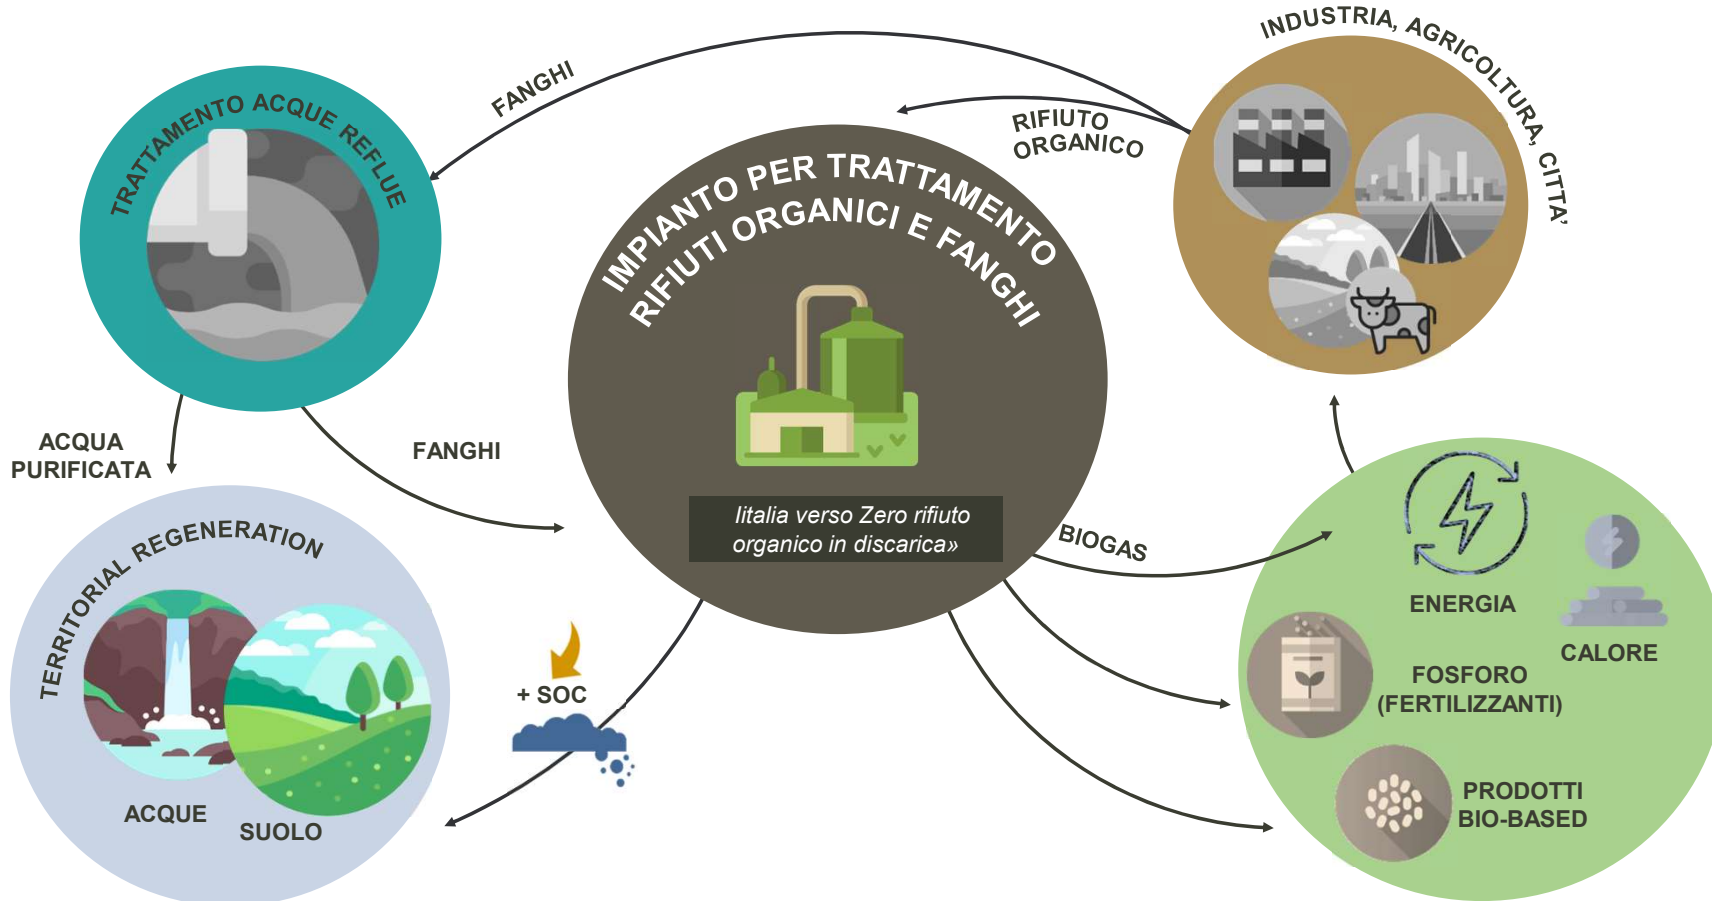 INDUSTRIA, AGRICOLTURA, CITTA'
FANGHI
RIFIUTO
ORGANICO
TRATTAMENTO ACQUE REFLUE
IMPIANTO PER TRATTAMENTO
RIFIUTI ORGANICI E FANGHI
ACQUA
PURIFICATA
FANGHI
Iitalia verso Zero rifiuto
organico in discarica»
BIOGAS
TERRITORIAL REGENERATION
ENERGIA
CALORE
+ SOC
FOSFORO
(FERTILIZZANTI)
ACQUE
SUOLO
PRODOTTI
BIO-BASED